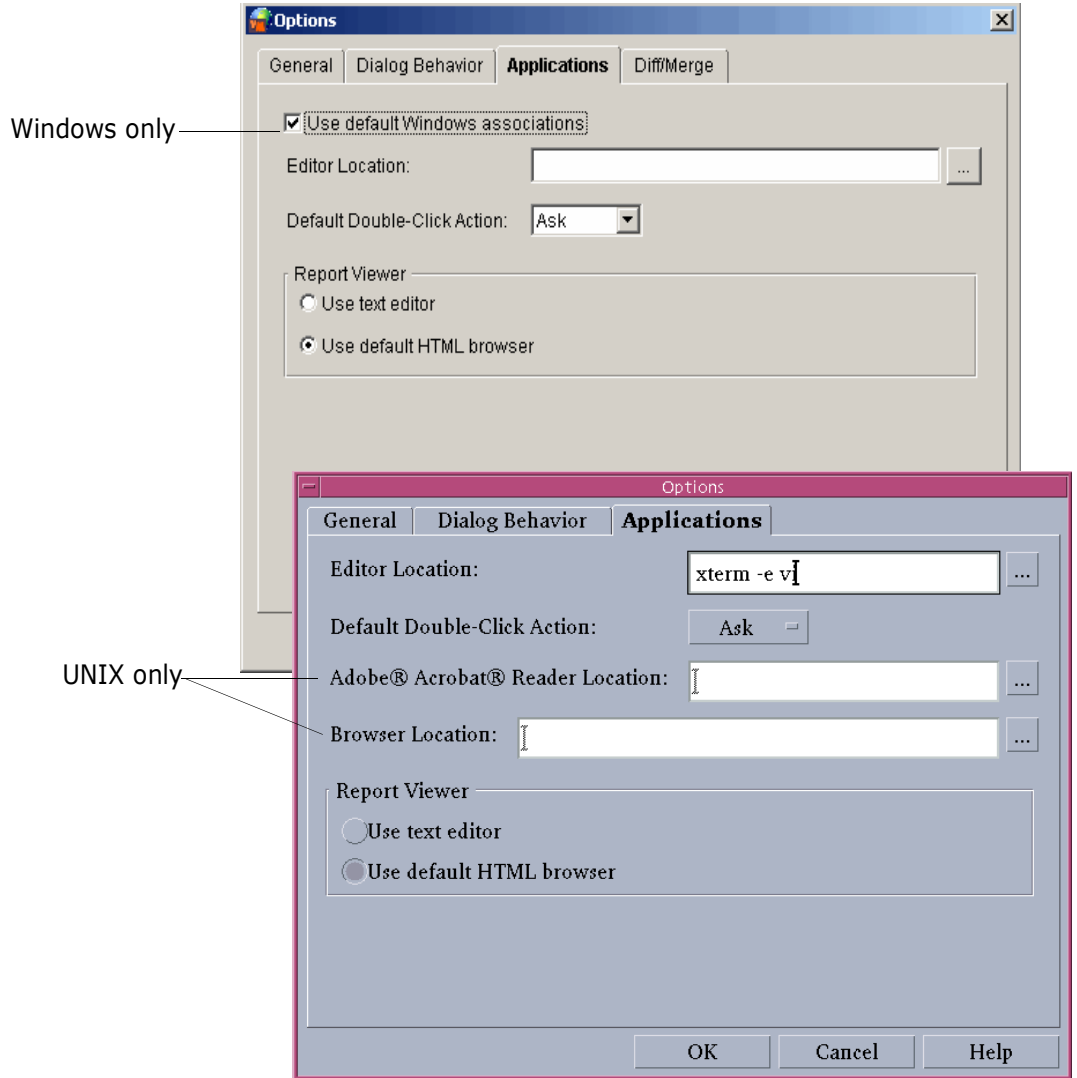 Options
General Dialog Behavior Applications Diff/Merge
Windows only
Use default Windows associations
Editor Location:
...
Default Double-Click Action: Ask
Report Viewer
Use text editor
Use default HTML browser
Options
General Dialog Behavior Applications
Editor Location: xterm -e vi ...
Default Double-Click Action: Ask
UNIX only
Adobe® Acrobat® Reader Location: ...
Browser Location: ...
Report Viewer
Use text editor
Use default HTML browser
OK Cancel Help